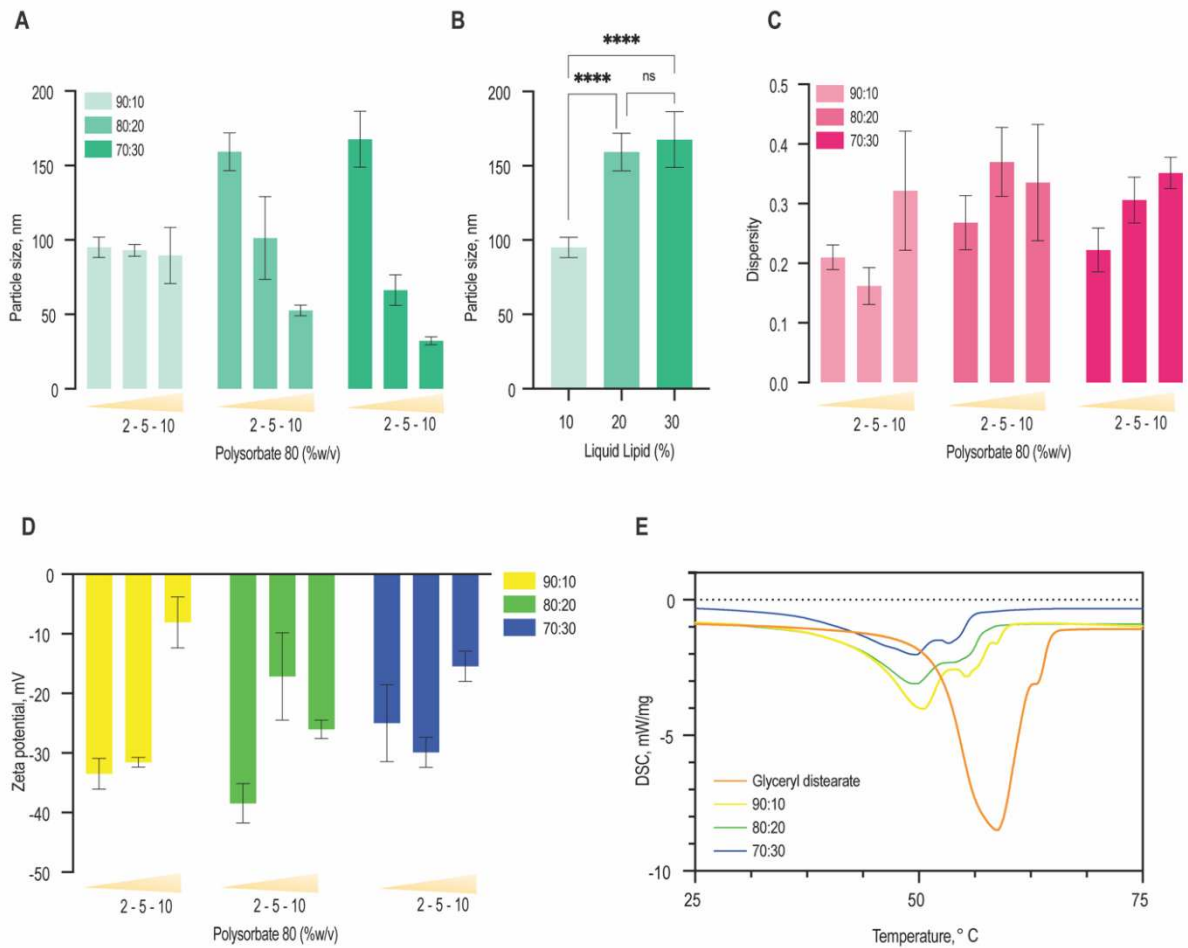 A
200
150
100
50
0
Particle size, nm
90:10
80:20
70:30
2 - 5 - 10
2 - 5 - 10
2 - 5 - 10
Polysorbate 80 (%w/v)
B
****
****
ns
200
150
100
50
0
Particle size, nm
10
20
30
Liquid Lipid (%)
C
0.5
0.4
0.3
0.2
0.1
0.0
Dispersity
90:10
80:20
70:30
2 - 5 - 10
2 - 5 - 10
2 - 5 - 10
Polysorbate 80 (%w/v)
D
-0
-10
-20
-30
-40
-50
Zeta potential, mV
90:10
80:20
70:30
2 - 5 - 10
2 - 5 - 10
2 - 5 - 10
Polysorbate 80 (%w/v)
E
0
-5
-10
DSC, mW/mg
Glyceryl distearate
90:10
80:20
70:30
25
50
75
Temperature, ° C